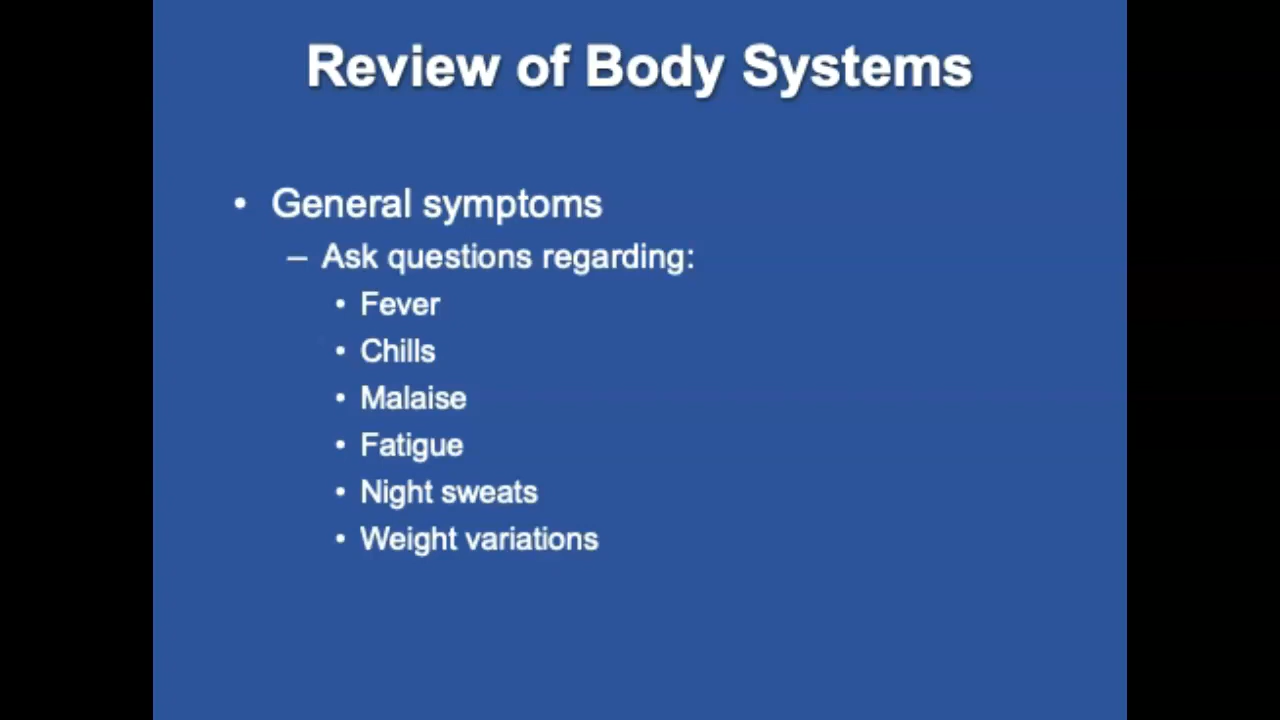 Review of Body Systems
• General symptoms
– Ask questions regarding:
• Fever
• Chills
• Malaise
• Fatigue
• Night sweats
• Weight variations